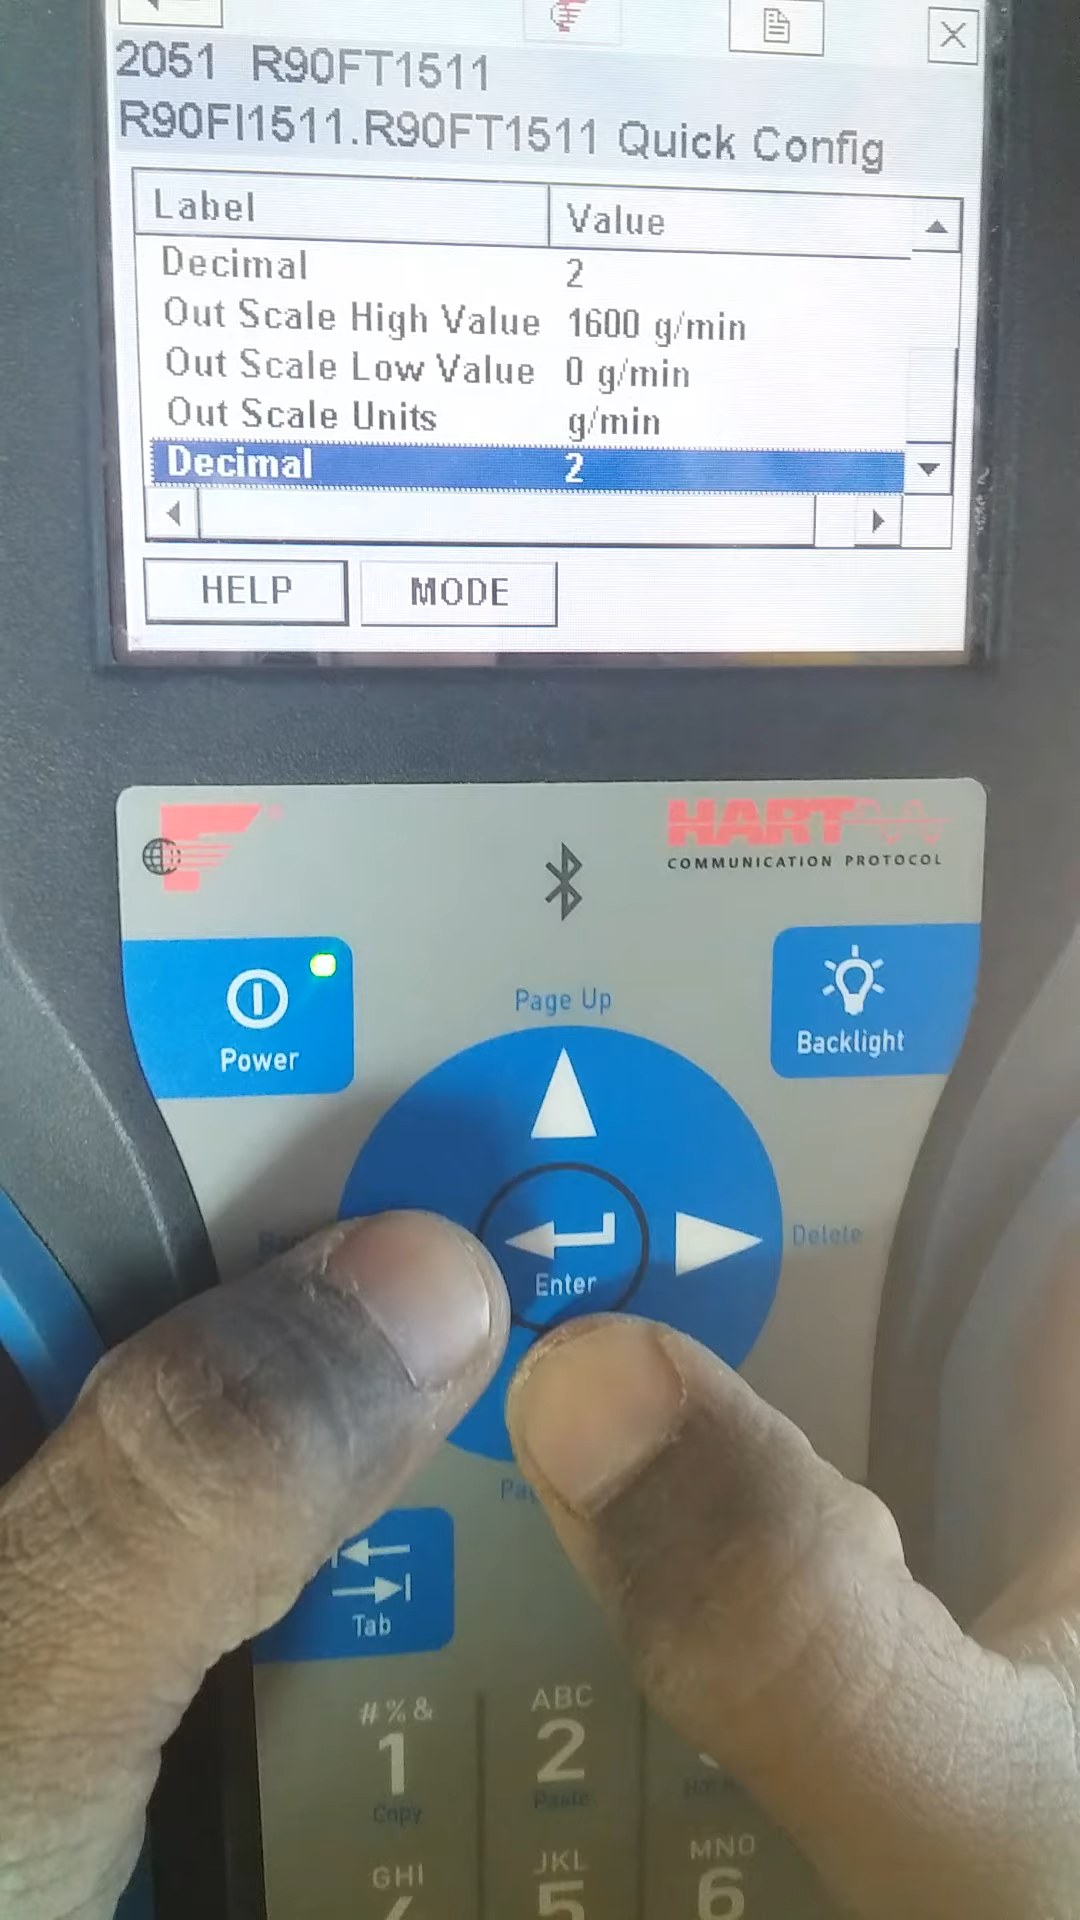 2051 R90FT1511
R90FI1511.R90FT1511 Quick Config
Label Value
Decimal 2
Out Scale High Value 1600 g/min
Out Scale Low Value 0 g/min
Out Scale Units g/min
Decimal 2
HELP MODE
HART
COMMUNICATION PROTOCOL
Power
Page Up
Backlight
Enter
Delete
Tab
#%& ABC
1 2
Copy Paste
GHI JKL MNO
5 6